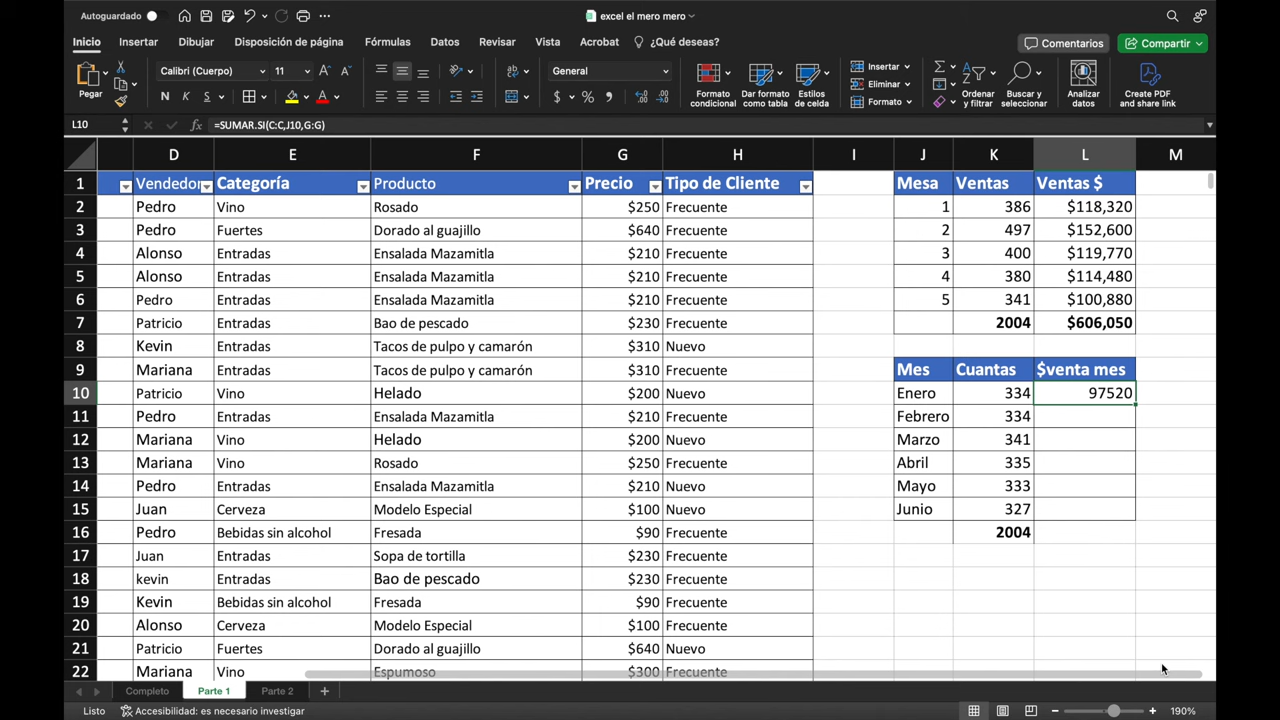 Autoguardado
excel el mero mero
Inicio Insertar Dibujar Disposición de página Fórmulas Datos Revisar Vista Acrobat ¿Qué deseas? Comentarios Compartir
Pegar Calibri (Cuerpo) 11 General Formato condicional Dar formato como tabla Estilos de celda Insertar Eliminar Formato Ordenar y filtrar Buscar y seleccionar Analizar datos Create PDF and share link
N K S A $ %
L10 fx =SUMAR.SI(C:C,J10,G:G)
D E F G H I J K L M
1 Vendedor Categoría Producto Precio Tipo de Cliente Mesa Ventas Ventas $
2 Pedro Vino Rosado $250 Frecuente 1 386 $118,320
3 Pedro Fuertes Dorado al guajillo $640 Frecuente 2 497 $152,600
4 Alonso Entradas Ensalada Mazamitla $210 Frecuente 3 400 $119,770
5 Alonso Entradas Ensalada Mazamitla $210 Frecuente 4 380 $114,480
6 Pedro Entradas Ensalada Mazamitla $210 Frecuente 5 341 $100,880
7 Patricio Entradas Bao de pescado $230 Frecuente 2004 $606,050
8 Kevin Entradas Tacos de pulpo y camarón $310 Nuevo
9 Mariana Entradas Tacos de pulpo y camarón $310 Frecuente Mes Cuantas $venta mes
10 Patricio Vino Helado $200 Nuevo Enero 334 97520
11 Pedro Entradas Ensalada Mazamitla $210 Frecuente Febrero 334
12 Mariana Vino Helado $200 Nuevo Marzo 341
13 Mariana Vino Rosado $250 Frecuente Abril 335
14 Pedro Entradas Ensalada Mazamitla $210 Nuevo Mayo 333
15 Juan Cerveza Modelo Especial $100 Nuevo Junio 327
16 Pedro Bebidas sin alcohol Fresada $90 Frecuente 2004
17 Juan Entradas Sopa de tortilla $230 Frecuente
18 kevin Entradas Bao de pescado $230 Frecuente
19 Kevin Bebidas sin alcohol Fresada $90 Frecuente
20 Alonso Cerveza Modelo Especial $100 Frecuente
21 Patricio Fuertes Dorado al guajillo $640 Nuevo
22 Mariana Vino Espumoso $300 Frecuente
Completo Parte 1 Parte 2
Listo Accesibilidad: es necesario investigar 190%